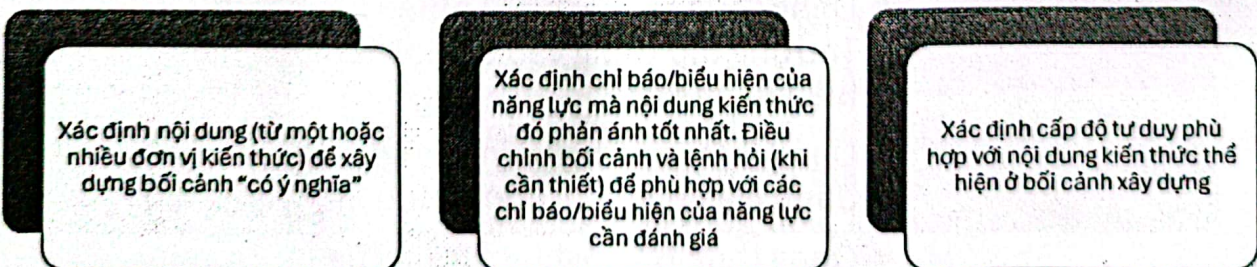 Xác định nội dung (từ một hoặc
nhiều đơn vị kiến thức) để xây
dựng bối cảnh “có ý nghĩa”
Xác định chỉ báo/biểu hiện của
năng lực mà nội dung kiến thức
đó phản ánh tốt nhất. Điều
chỉnh bối cảnh và lệnh hỏi (khi
cần thiết) để phù hợp với các
chỉ báo/biểu hiện của năng lực
cần đánh giá
Xác định cấp độ tư duy phù
hợp với nội dung kiến thức thể
hiện ở bối cảnh xây dựng